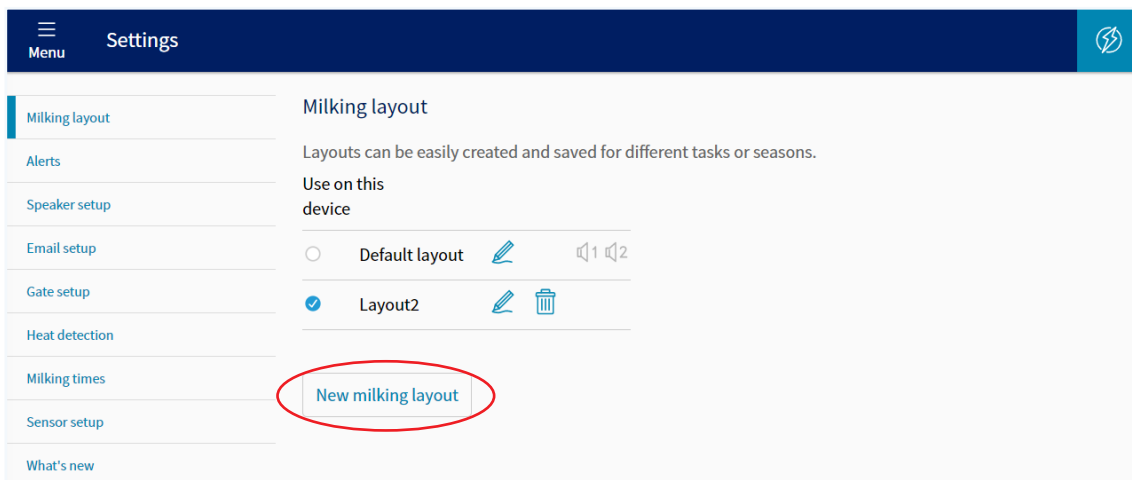 Menu
Settings
Milking layout
Alerts
Speaker setup
Email setup
Gate setup
Heat detection
Milking times
Sensor setup
What's new
Milking layout
Layouts can be easily created and saved for different tasks or seasons.
Use on this
device
Default layout 1 2
Layout2
New milking layout